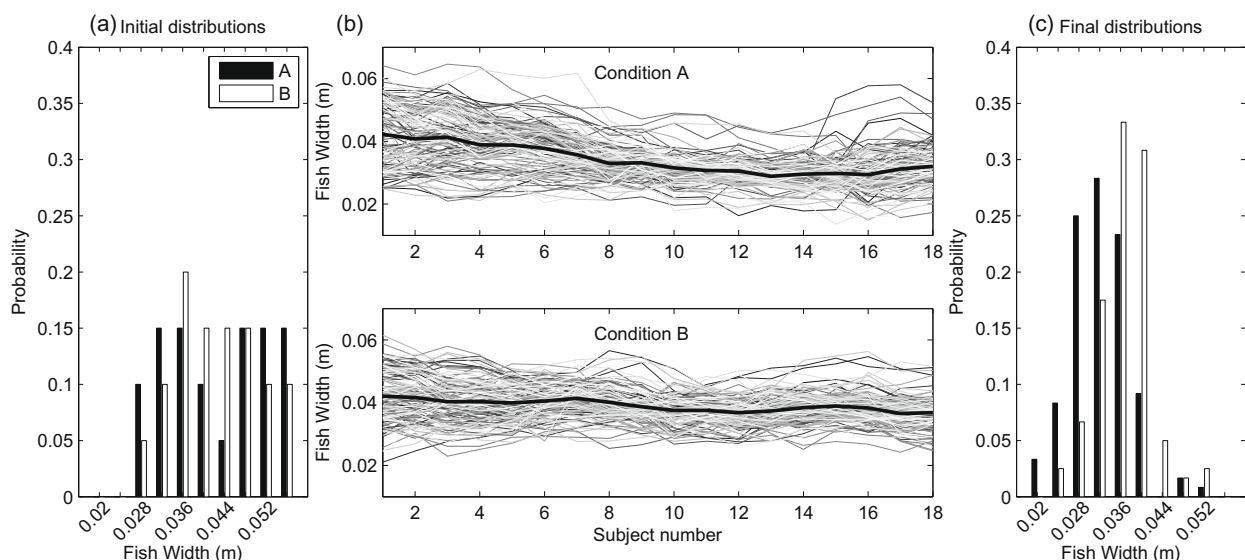 (a) Initial distributions
0.4
0.35
0.3
0.25
0.2
0.15
0.1
0.05
0
Probability
A
B
0.02
0.028
0.036
0.044
0.052
Fish Width (m)
(b)
Condition A
0.06
0.04
0.02
Fish Width (m)
2 4 6 8 10 12 14 16 18
Condition B
0.06
0.04
0.02
Fish Width (m)
2 4 6 8 10 12 14 16 18
Subject number
(c) Final distributions
0.4
0.35
0.3
0.25
0.2
0.15
0.1
0.05
0
Probability
0.02
0.028
0.036
0.044
0.052
Fish Width (m)